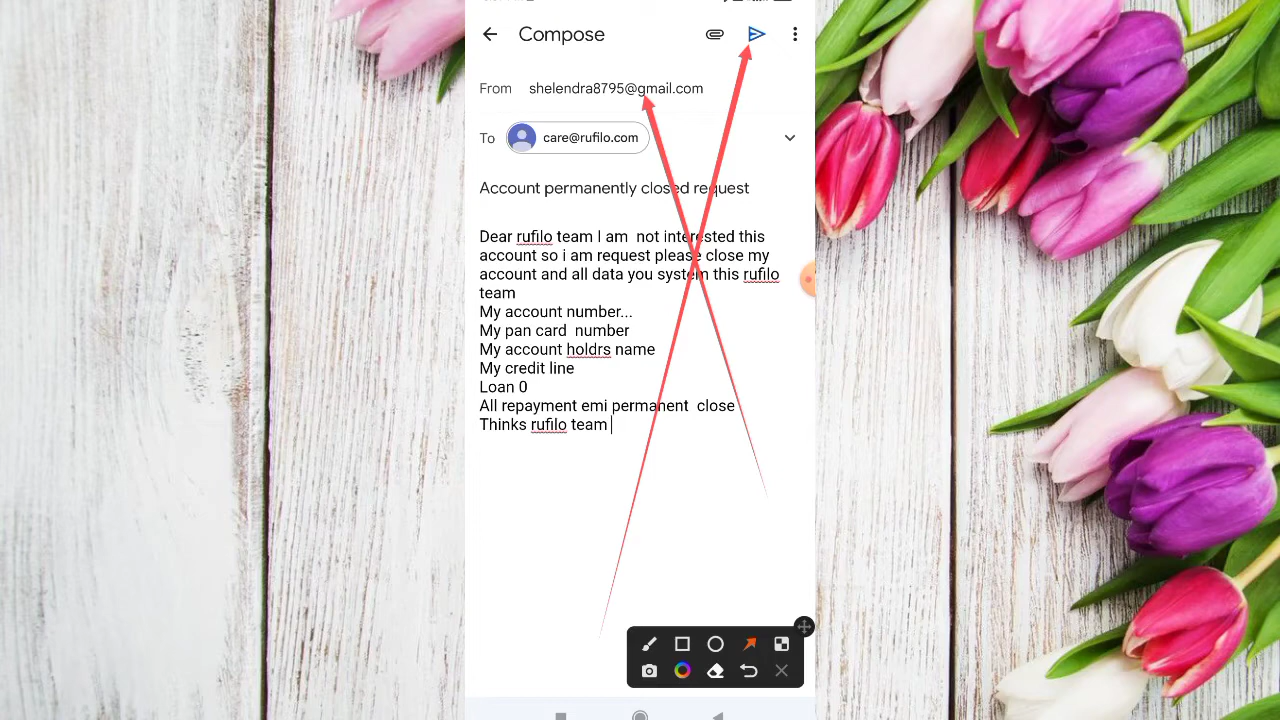 Compose
From shelendra8795@gmail.com
To care@rufilo.com
Account permanently closed request
Dear rufilo team I am not interested this
account so i am request please close my
account and all data you system this rufilo
team
My account number...
My pan card number
My account holdrs name
My credit line
Loan 0
All repayment emi permanent close
Thinks rufilo team